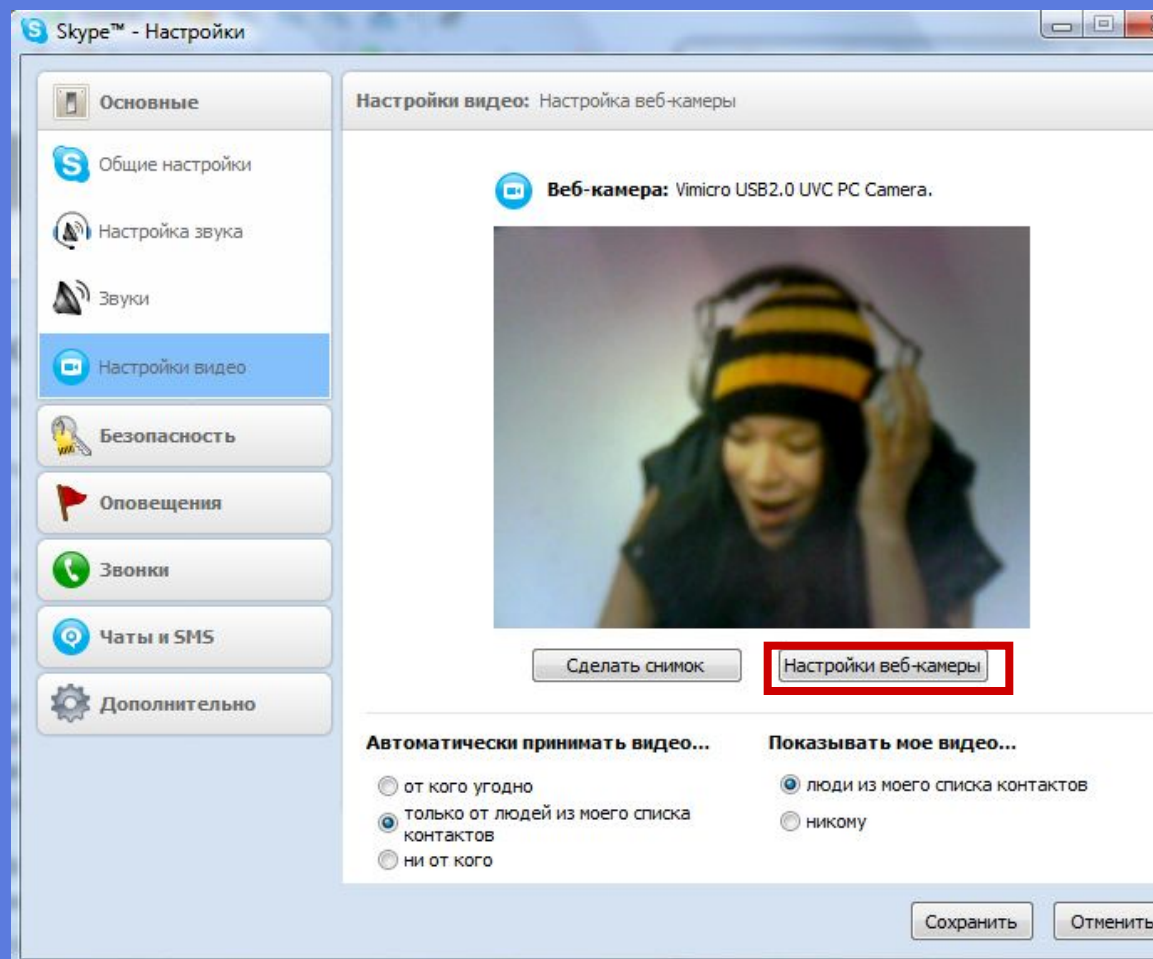 Skype™ - Настройки
Основные
Общие настройки
Настройка звука
Звуки
Настройки видео
Безопасность
Оповещения
Звонки
Чаты и SMS
Дополнительно
Настройки видео: Настройка веб-камеры
Веб-камера: Vimicro USB2.0 UVC PC Camera.
Сделать снимок
Настройки веб-камеры
Автоматически принимать видео...
от кого угодно
только от людей из моего списка
контактов
ни от кого
Показывать мое видео...
люди из моего списка контактов
никому
Сохранить
Отменить